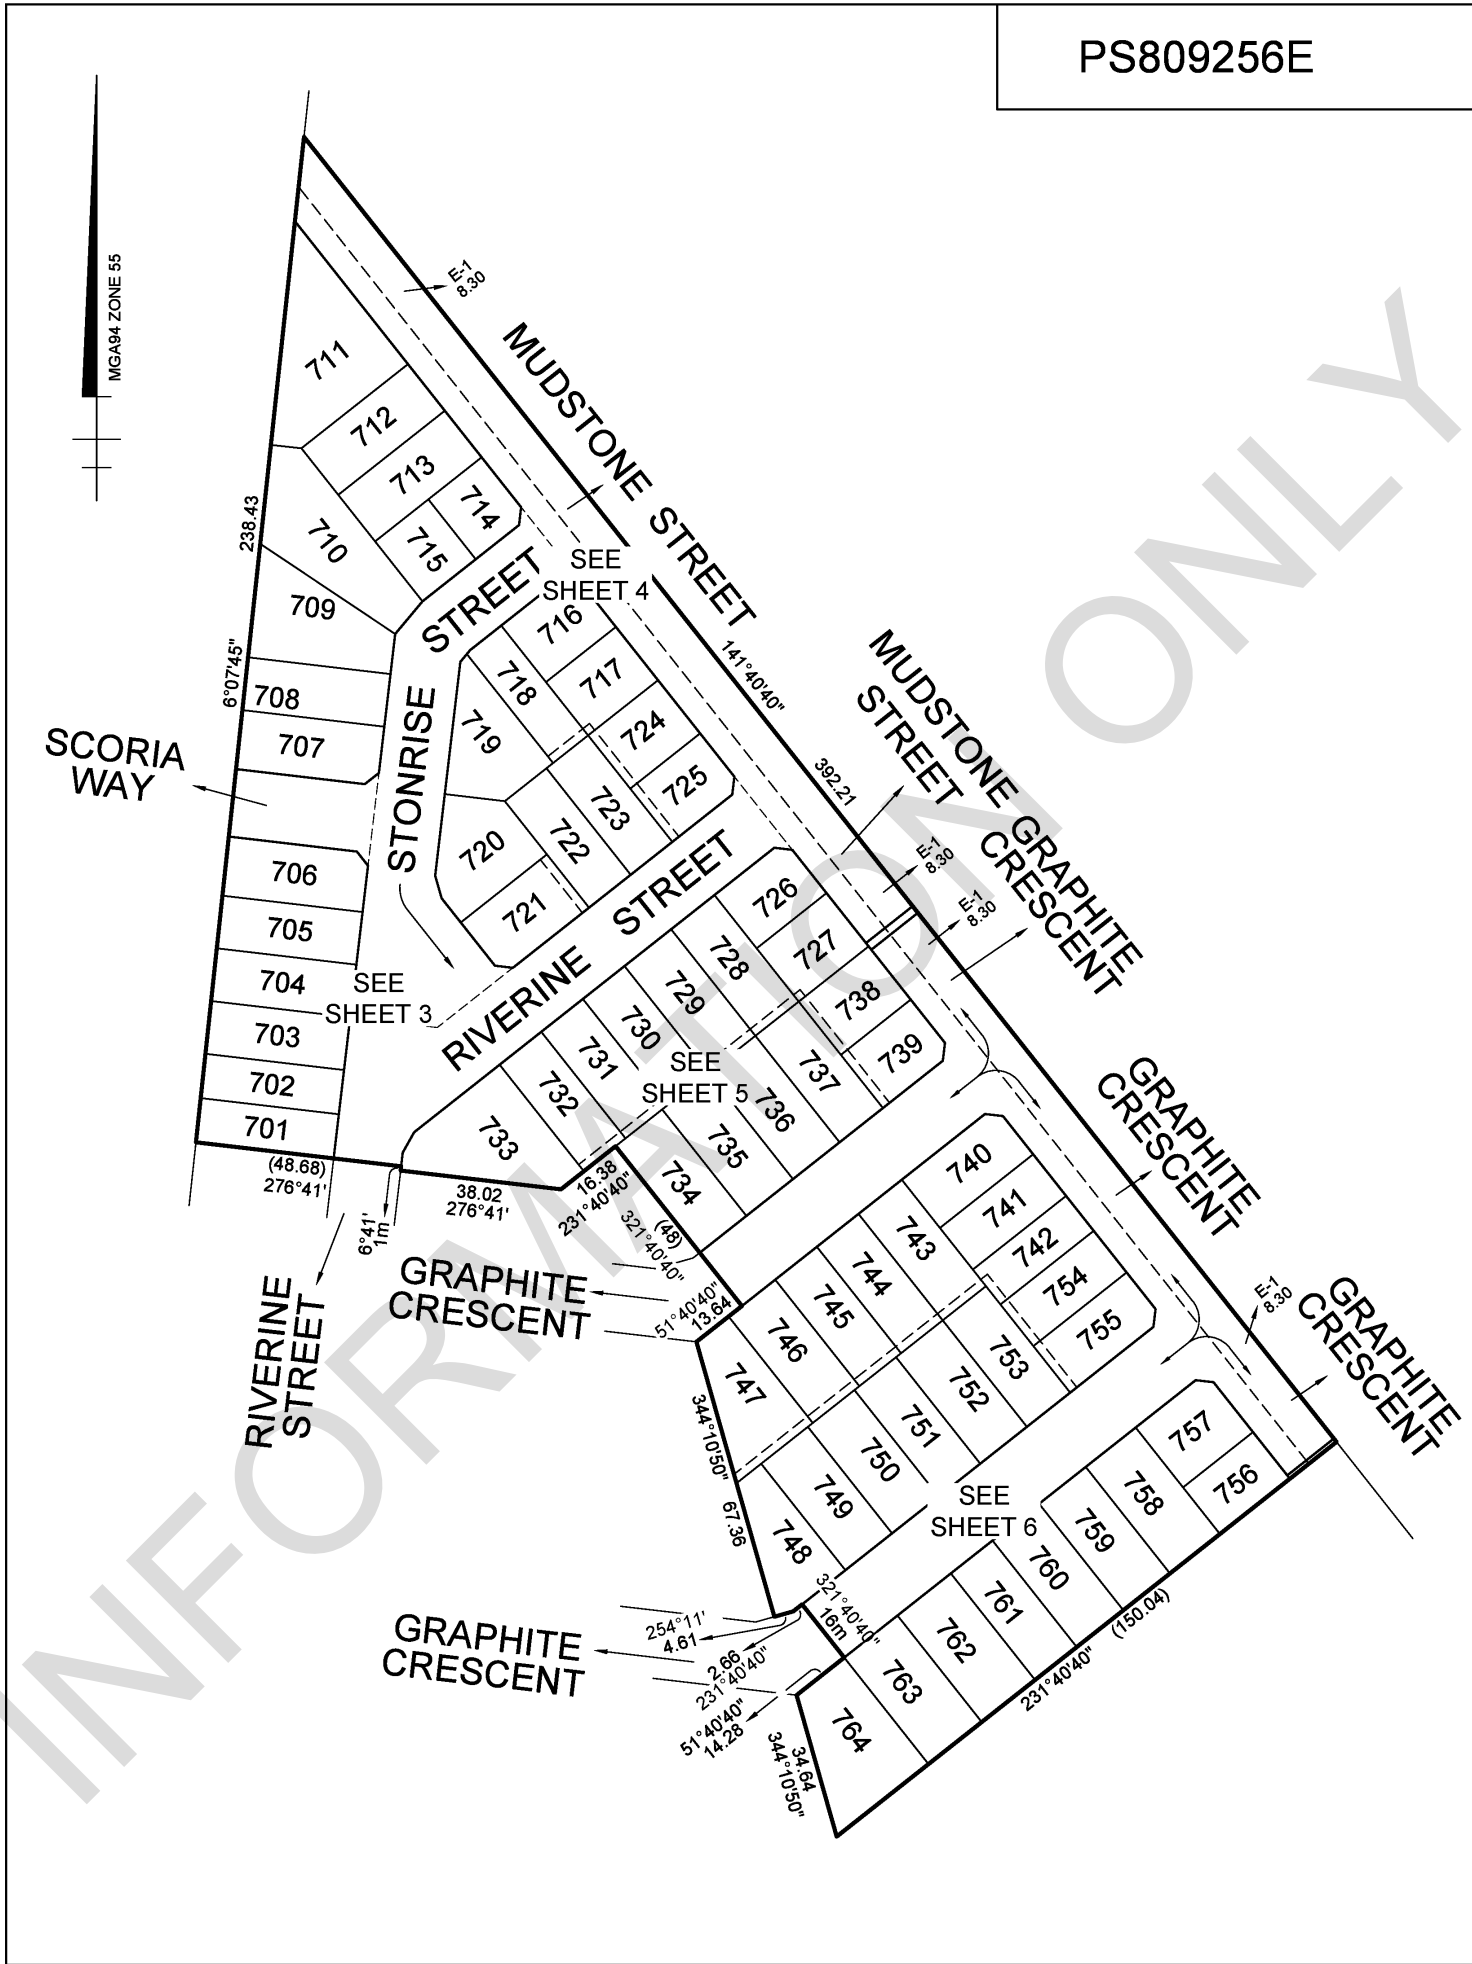 PS809256E
MGA94 ZONE 55
E-1
8.30
MUDSTONE STREET
711
712
713
714
715
710
709
708
707
238.43
6°07'45"
SCORIA
WAY
STONRISE
STREET
SEE
SHEET 4
716
717
718
719
724
725
723
722
720
721
141°40'40"
392.21
MUDSTONE
STREET
GRAPHITE
CRESCENT
E-1
8.30
E-1
8.30
706
705
704
703
702
701
SEE
SHEET 3
RIVERINE STREET
726
727
728
729
730
731
732
733
738
739
737
736
735
734
SEE
SHEET 5
(48.68)
276°41'
6°41'
1m
38.02
276°41'
16.38
231°40'40"
(48)
321°40'40"
RIVERINE
STREET
GRAPHITE
CRESCENT
51°40'40"
13.64
GRAPHITE
CRESCENT
740
741
742
743
744
745
746
747
754
755
753
752
751
750
749
748
E-1
8.30
GRAPHITE
CRESCENT
344°10'50"
67.36
SEE
SHEET 6
757
756
758
759
760
761
762
763
764
(150.04)
231°40'40"
321°40'40"
16m
254°11'
4.61
2.66
231°40'40"
GRAPHITE
CRESCENT
51°40'40"
14.28
34.64
344°10'50"
INFORMATION ONLY